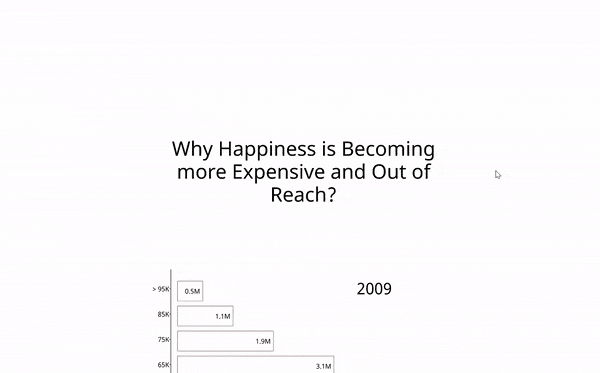 Why Happiness is Becoming
more Expensive and Out of
Reach?
2009
> 95K 0.5M
85K 1.1M
75K 1.9M
65K 3.1M